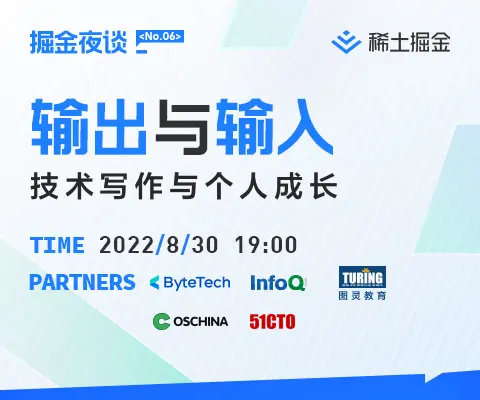 掘金夜谈 <No.06> 稀土掘金
输出与输入
技术写作与个人成长
TIME 2022/8/30 19:00
PARTNERS ByteTech InfoQ TURING
图灵教育
OSCHINA 51CTO